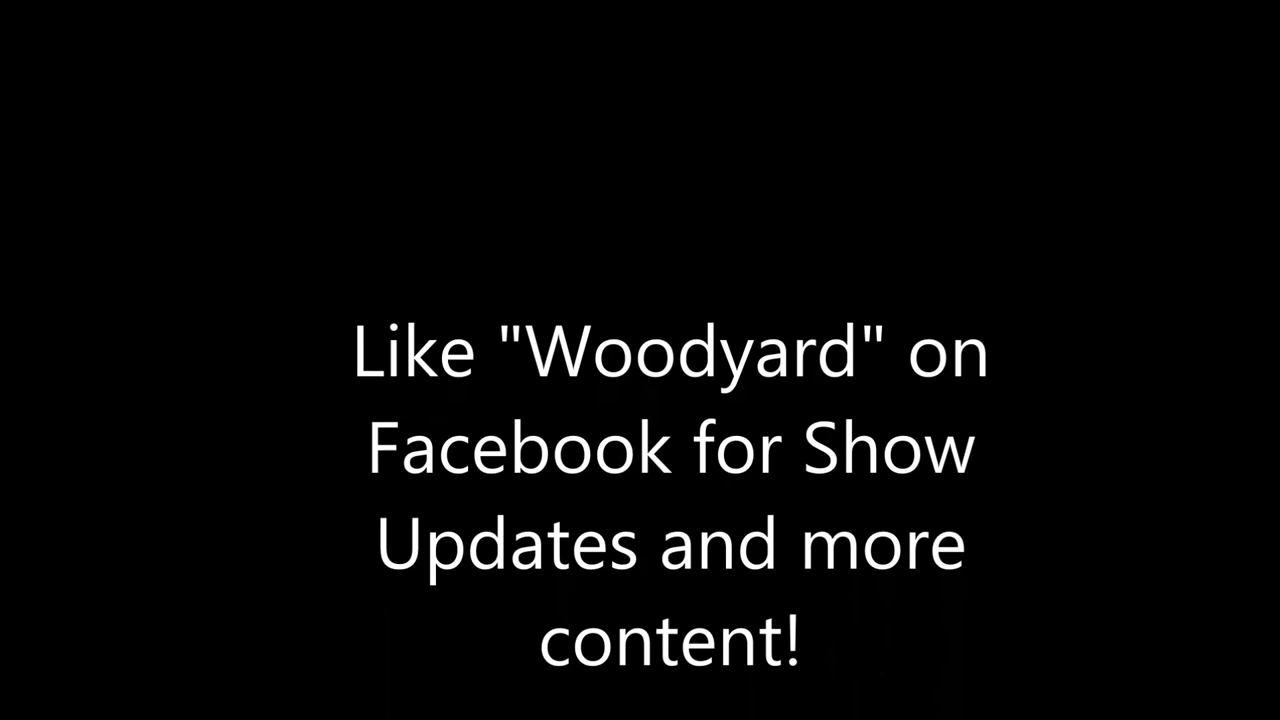 Like "Woodyard" on
Facebook for Show
Updates and more
content!